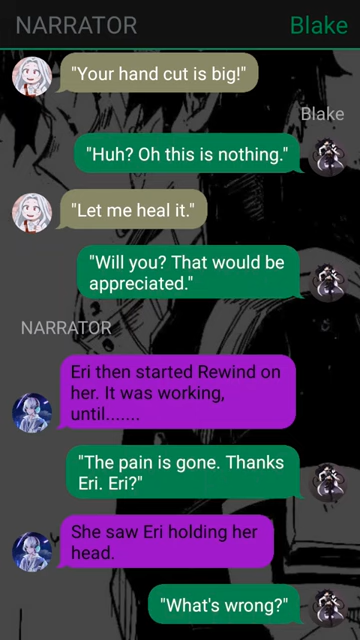 NARRATOR
Blake
"Your hand cut is big!"
Blake
"Huh? Oh this is nothing."
"Let me heal it."
"Will you? That would be
appreciated."
NARRATOR
Eri then started Rewind on
her. It was working,
until.......
"The pain is gone. Thanks
Eri. Eri?"
She saw Eri holding her
head.
"What's wrong?"